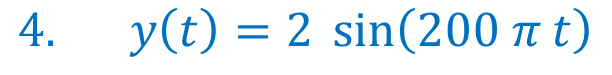 4. y(t) = 2 sin(200 π t)